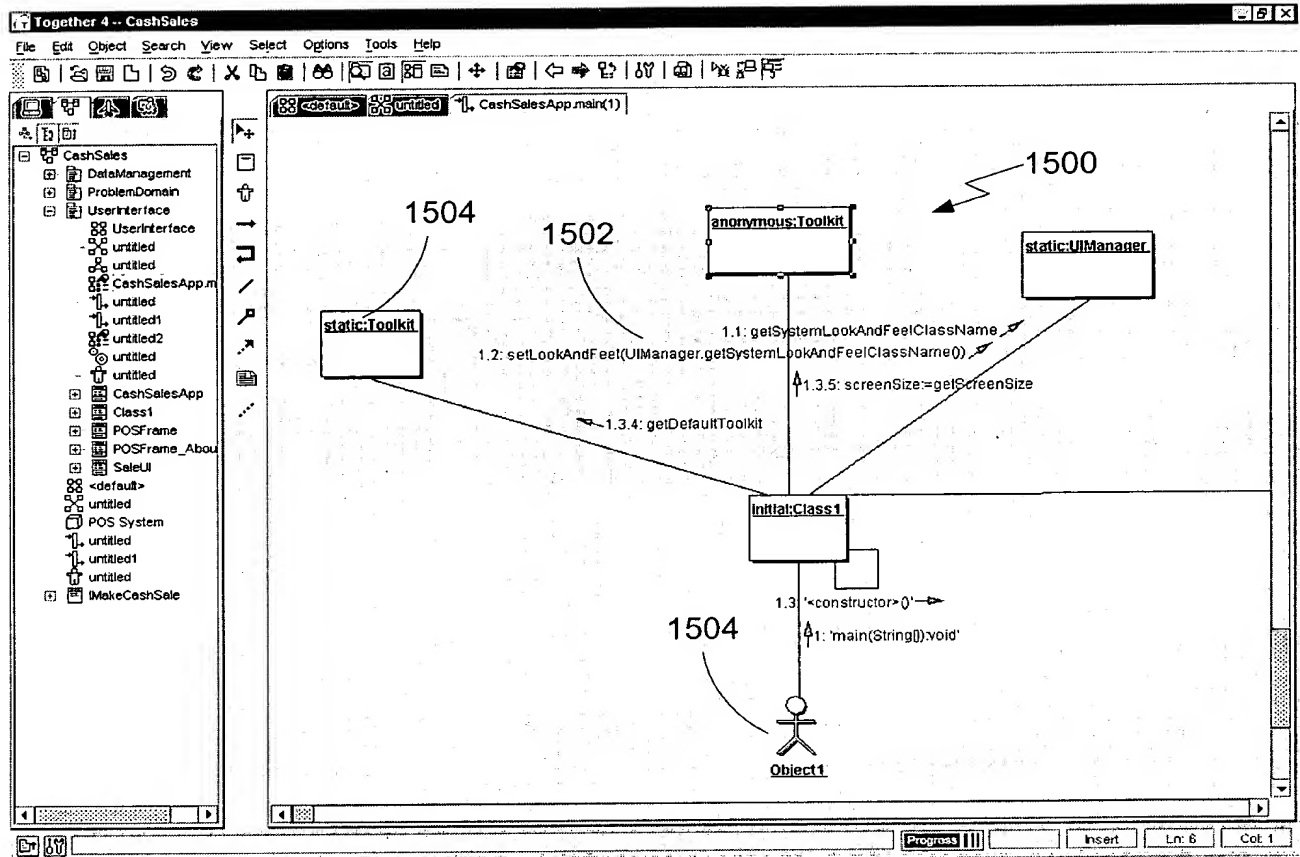 Together 4 -- CashSales
File Edit Object Search View Select Options Tools Help
<default> untitled CashSalesApp.main(1)
CashSales
DataManagement
ProblemDomain
UserInterface
UserInterface
untitled
untitled
CashSalesApp.m
untitled
untitled1
untitled2
untitled
untitled
CashSalesApp
Class1
POSFrame
POSFrame_Abou
SaleUI
<default>
untitled
POS System
untitled
untitled1
untitled
IMakeCashSale
1500
1504
1502
anonymous:Toolkit
static:UIManager
static:Toolkit
1.1: getSystemLookAndFeelClassName
1.2: setLookAndFeel(UIManager.getSystemLookAndFeelClassName())
1.3.5: screenSize:=getScreenSize
1.3.4: getDefaultToolkit
initial:Class1
1.3: '<constructor>()'
1504
1: 'main(String[]):void'
Object1
Progress Insert Ln: 6 Col: 1